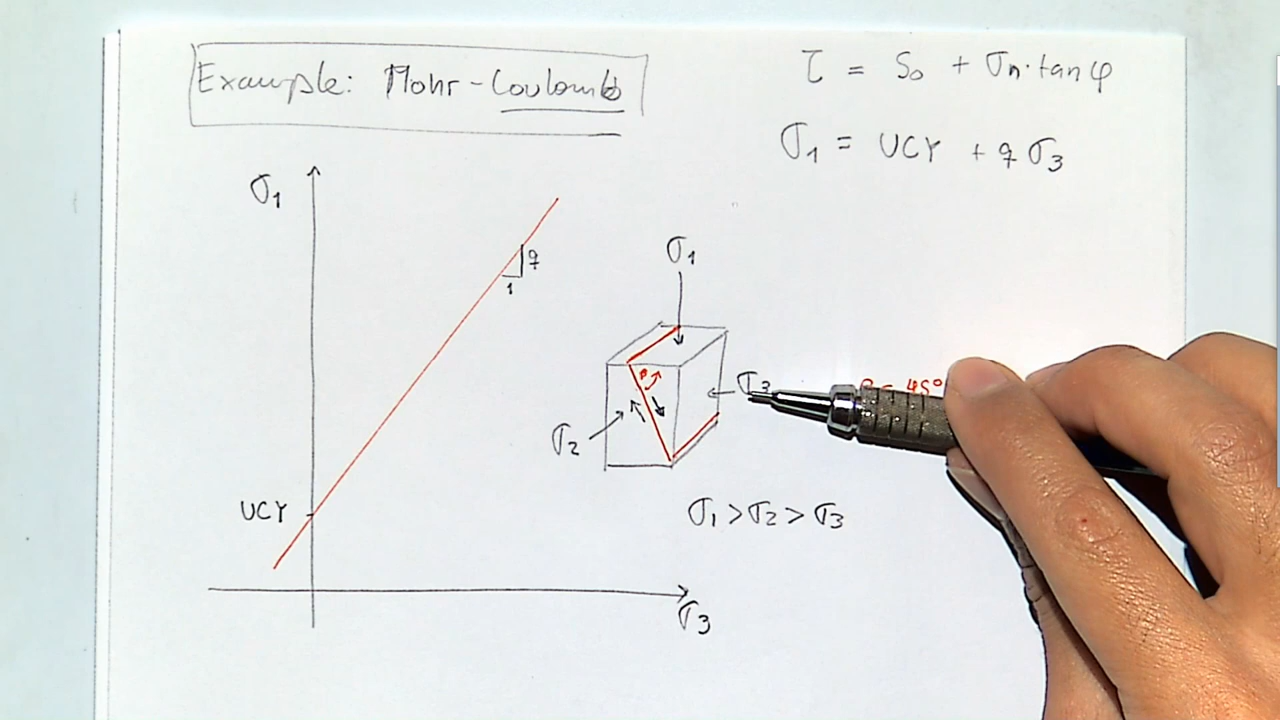 Example: Mohr-Coulomb
τ = S₀ + σn·tanφ
σ₁ = UCY + q σ₃
σ₁
q
1
σ₁
β
σ₃
= 45°
σ₂
UCY
σ₁ > σ₂ > σ₃
σ₃